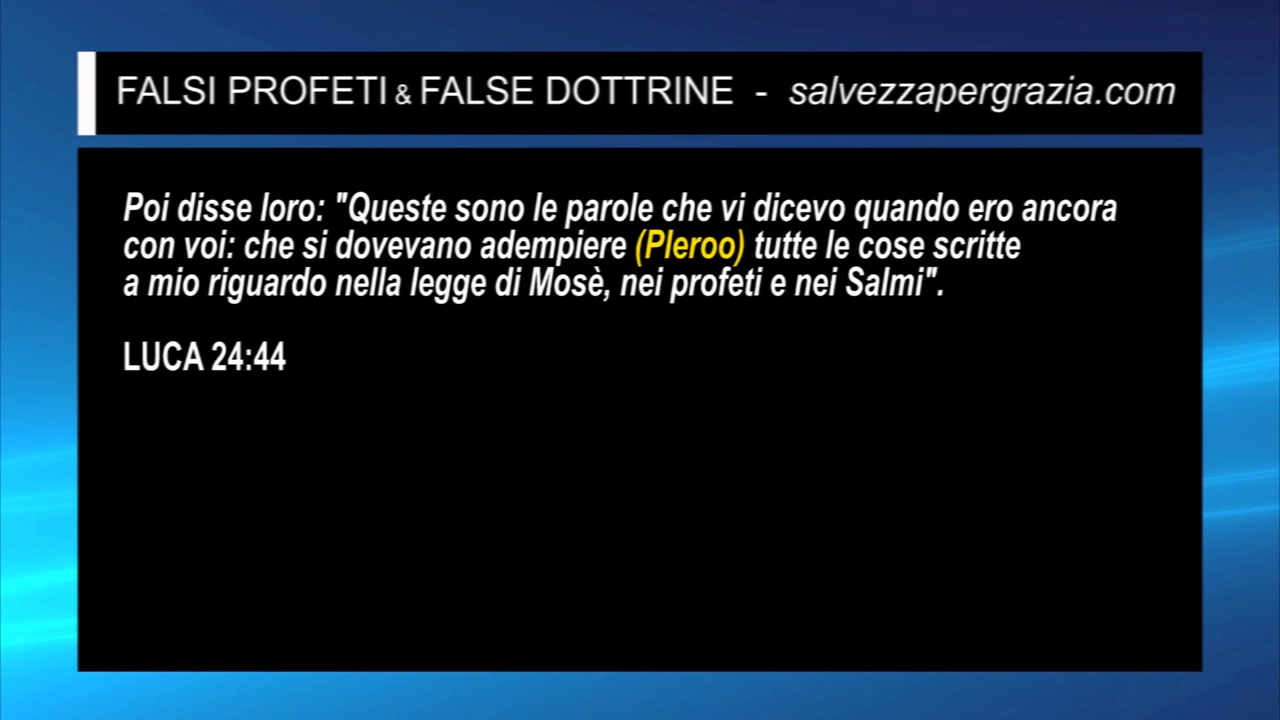 FALSI PROFETI & FALSE DOTTRINE - salvezzapergrazia.com
Poi disse loro: "Queste sono le parole che vi dicevo quando ero ancora
con voi: che si dovevano adempiere (Pleroo) tutte le cose scritte
a mio riguardo nella legge di Mosè, nei profeti e nei Salmi".
LUCA 24:44